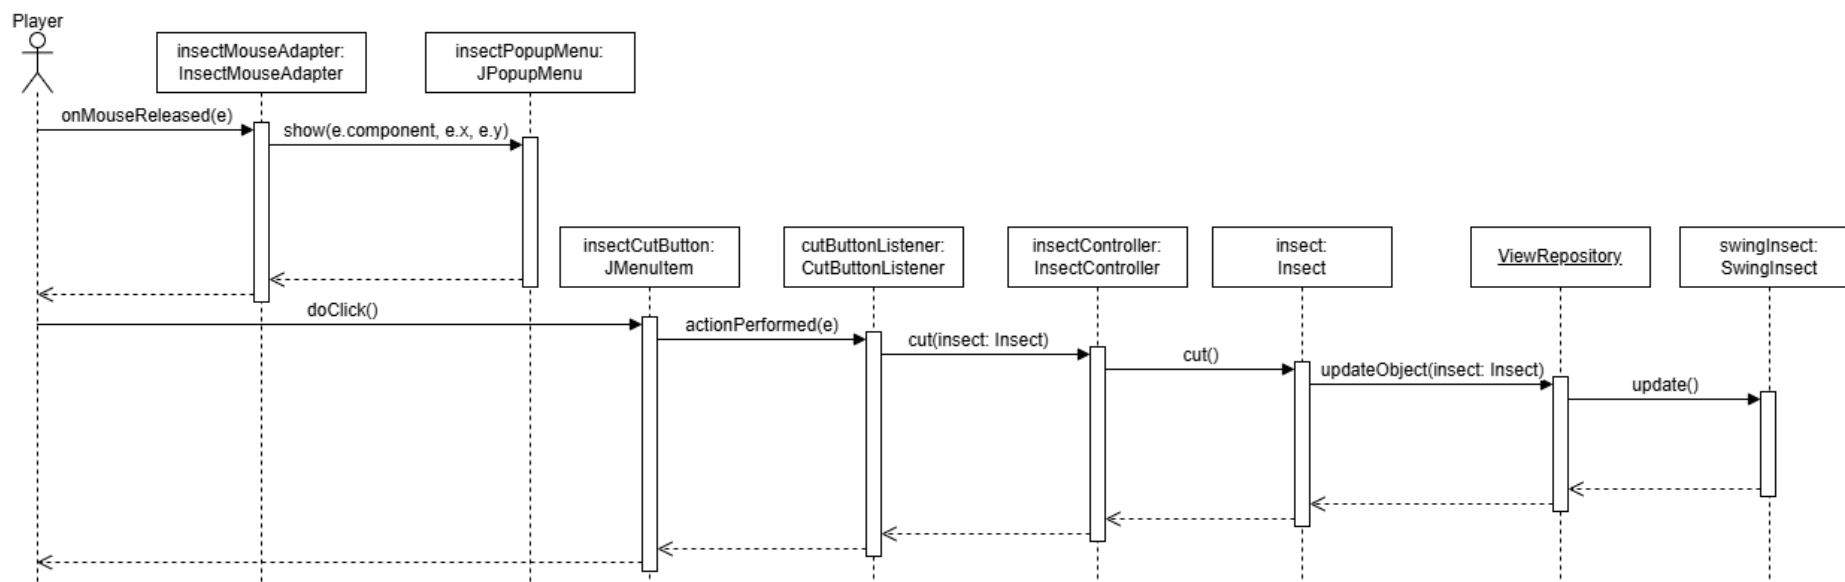 Player
insectMouseAdapter:
InsectMouseAdapter
insectPopupMenu:
JPopupMenu
onMouseReleased(e)
show(e.component, e.x, e.y)
insectCutButton:
JMenuItem
cutButtonListener:
CutButtonListener
insectController:
InsectController
insect:
Insect
ViewRepository
swingInsect:
SwingInsect
doClick()
actionPerformed(e)
cut(insect: Insect)
cut()
updateObject(insect: Insect)
update()